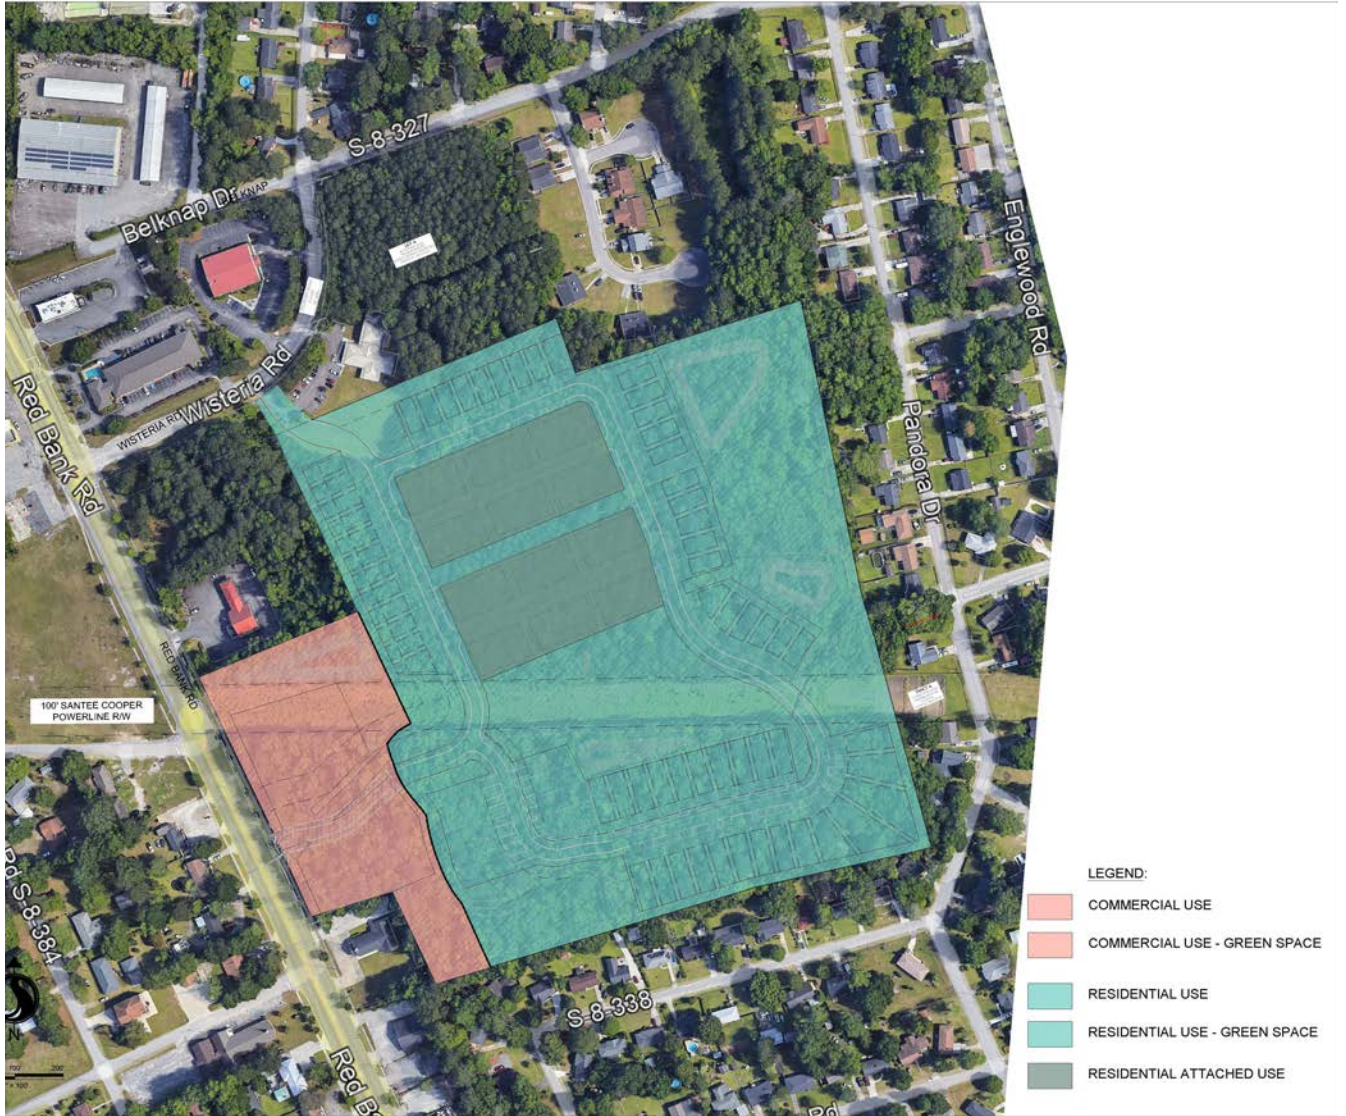 S-8-327
Belknap Dr
Englewood Rd
Wisteria Rd
WISTERIA RD
Red Bank Rd
Pandora Dr
RED BANK RD
100' SANTEE COOPER
POWERLINE R/W
Rd S-8-384
S-8-338
Red B
Rd
LEGEND:
COMMERCIAL USE
COMMERCIAL USE - GREEN SPACE
RESIDENTIAL USE
RESIDENTIAL USE - GREEN SPACE
RESIDENTIAL ATTACHED USE